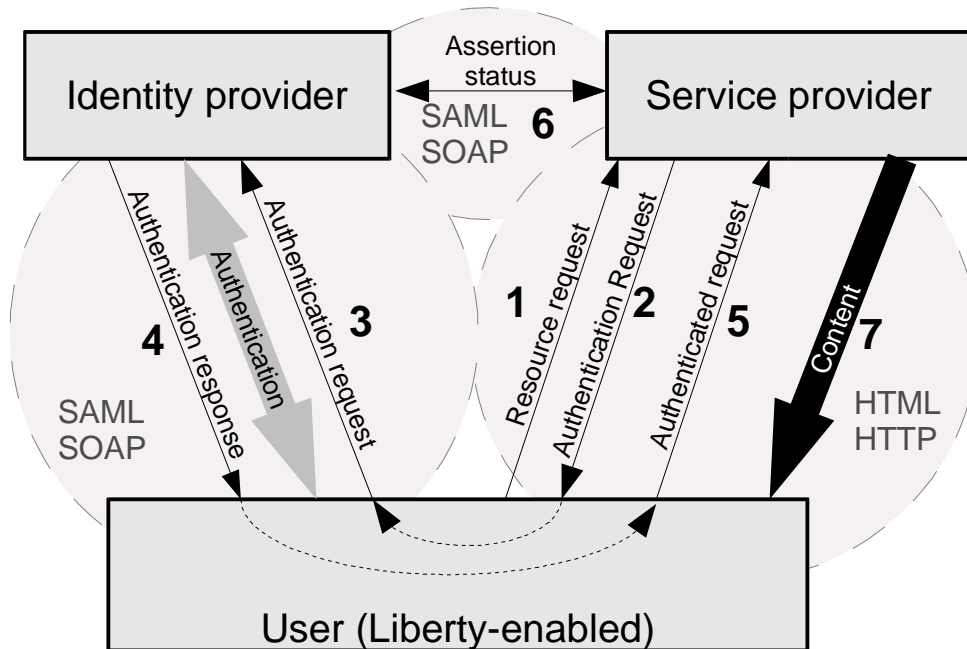 Identity provider
Assertion
status
SAML
SOAP
6
Service provider
4
Authentication response
Authentication
Authentication request
3
1
Resource request
Authentication Request
2
Authenticated request
5
Content
7
SAML
SOAP
HTML
HTTP
User (Liberty-enabled)